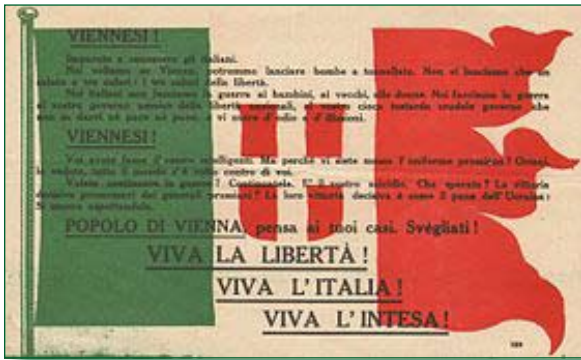 VIENNESI !
Imparate a conoscere gli italiani.
Noi voliamo su Vienna, potremmo lanciare bombe a tonnellate. Non vi lanciamo che un
saluto a tre colori : i tre colori della libertà.
Noi italiani non facciamo la guerra ai bambini, ai vecchi, alle donne. Noi facciamo la guerra
al vostro governo nemico delle libertà nazionali, al vostro cieco testardo crudele governo che
non sa darvi nè pace nè pane, e vi nutre d'odio e d'illusioni.
VIENNESI !
Voi avete fama d'essere intelligenti. Ma perchè vi siete messa l'uniforme prussiana ? Ormai,
lo vedete, tutto il mondo s'è volto contro di voi.
Volete continuare la guerra ? Continuatela. E' il vostro suicidio. Che sperate ? La vittoria
decisiva promessavi dai generali prussiani ? La loro vittoria decisiva è come il pane dell'Ucraina :
Si muore aspettandola.
POPOLO DI VIENNA, pensa ai tuoi casi. Svégliati !
VIVA LA LIBERTÀ !
VIVA L'ITALIA !
VIVA L'INTESA !